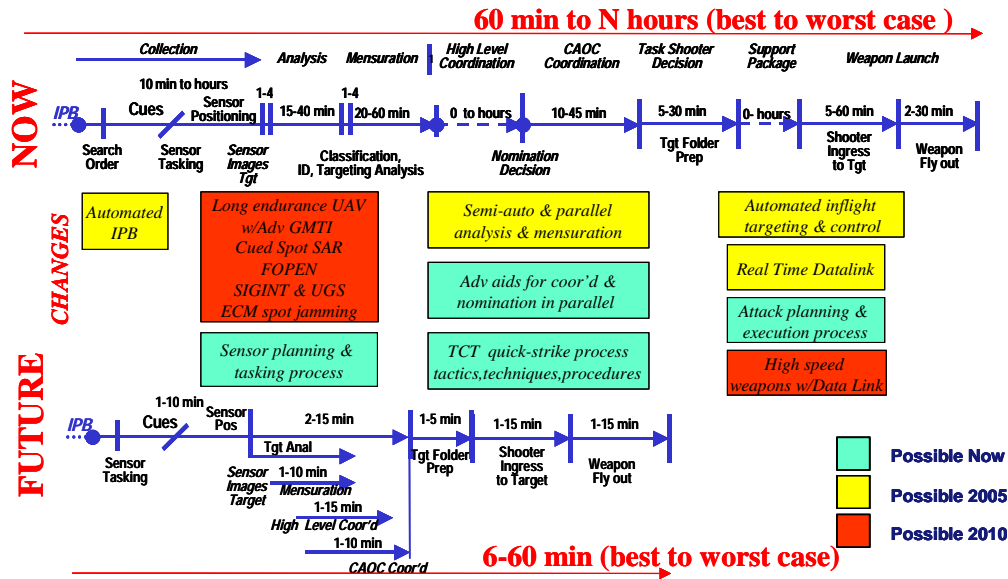 60 min to N hours (best to worst case )
Collection
Analysis
Mensuration
High Level
Coordination
CAOC
Coordination
Task Shooter
Decision
Support
Package
Weapon Launch
NOW
10 min to hours
IPB
Cues
Sensor
Positioning
1-4
15-40 min
1-4
20-60 min
1
0 to hours
10-45 min
5-30 min
0- hours
5-60 min
2-30 min
Search
Order
Sensor
Tasking
Sensor
Images
Tgt
Classification,
ID, Targeting Analysis
Nomination
Decision
Tgt Folder
Prep
Shooter
Ingress
to Tgt
Weapon
Fly out
CHANGES
Automated
IPB
Long endurance UAV
w/Adv GMTI
Cued Spot SAR
FOPEN
SIGINT & UGS
ECM spot jamming
Sensor planning &
tasking process
Semi-auto & parallel
analysis & mensuration
Adv aids for coor'd &
nomination in parallel
TCT quick-strike process
tactics,techniques,procedures
Automated inflight
targeting & control
Real Time Datalink
Attack planning &
execution process
High speed
weapons w/Data Link
FUTURE
IPB
1-10 min
Cues
Sensor
Pos
2-15 min
1-5 min
1-15 min
1-15 min
Sensor
Tasking
Tgt Anal
Sensor
Images
Target
1-10 min
Mensuration
1-15 min
High Level Coor'd
1-10 min
CAOC Coor'd
Tgt Folder
Prep
Shooter
Ingress
to Target
Weapon
Fly out
Possible Now
Possible 2005
Possible 2010
6-60 min (best to worst case)